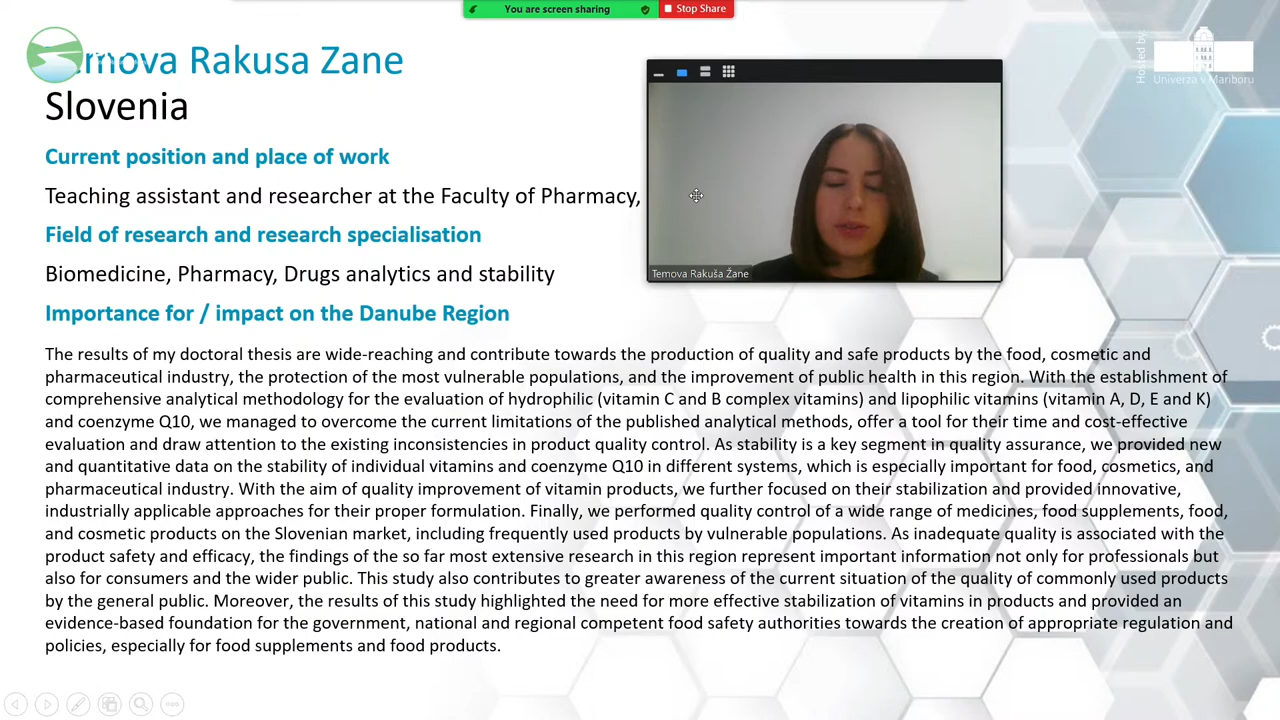 You are screen sharing
Stop Share
Temova Rakusa Zane
Slovenia
Hosted by:
Univerza v Mariboru
Current position and place of work
Teaching assistant and researcher at the Faculty of Pharmacy,
Field of research and research specialisation
Biomedicine, Pharmacy, Drugs analytics and stability
Temova Rakuša Žane
Importance for / impact on the Danube Region
The results of my doctoral thesis are wide-reaching and contribute towards the production of quality and safe products by the food, cosmetic and
pharmaceutical industry, the protection of the most vulnerable populations, and the improvement of public health in this region. With the establishment of
comprehensive analytical methodology for the evaluation of hydrophilic (vitamin C and B complex vitamins) and lipophilic vitamins (vitamin A, D, E and K)
and coenzyme Q10, we managed to overcome the current limitations of the published analytical methods, offer a tool for their time and cost-effective
evaluation and draw attention to the existing inconsistencies in product quality control. As stability is a key segment in quality assurance, we provided new
and quantitative data on the stability of individual vitamins and coenzyme Q10 in different systems, which is especially important for food, cosmetics, and
pharmaceutical industry. With the aim of quality improvement of vitamin products, we further focused on their stabilization and provided innovative,
industrially applicable approaches for their proper formulation. Finally, we performed quality control of a wide range of medicines, food supplements, food,
and cosmetic products on the Slovenian market, including frequently used products by vulnerable populations. As inadequate quality is associated with the
product safety and efficacy, the findings of the so far most extensive research in this region represent important information not only for professionals but
also for consumers and the wider public. This study also contributes to greater awareness of the current situation of the quality of commonly used products
by the general public. Moreover, the results of this study highlighted the need for more effective stabilization of vitamins in products and provided an
evidence-based foundation for the government, national and regional competent food safety authorities towards the creation of appropriate regulation and
policies, especially for food supplements and food products.